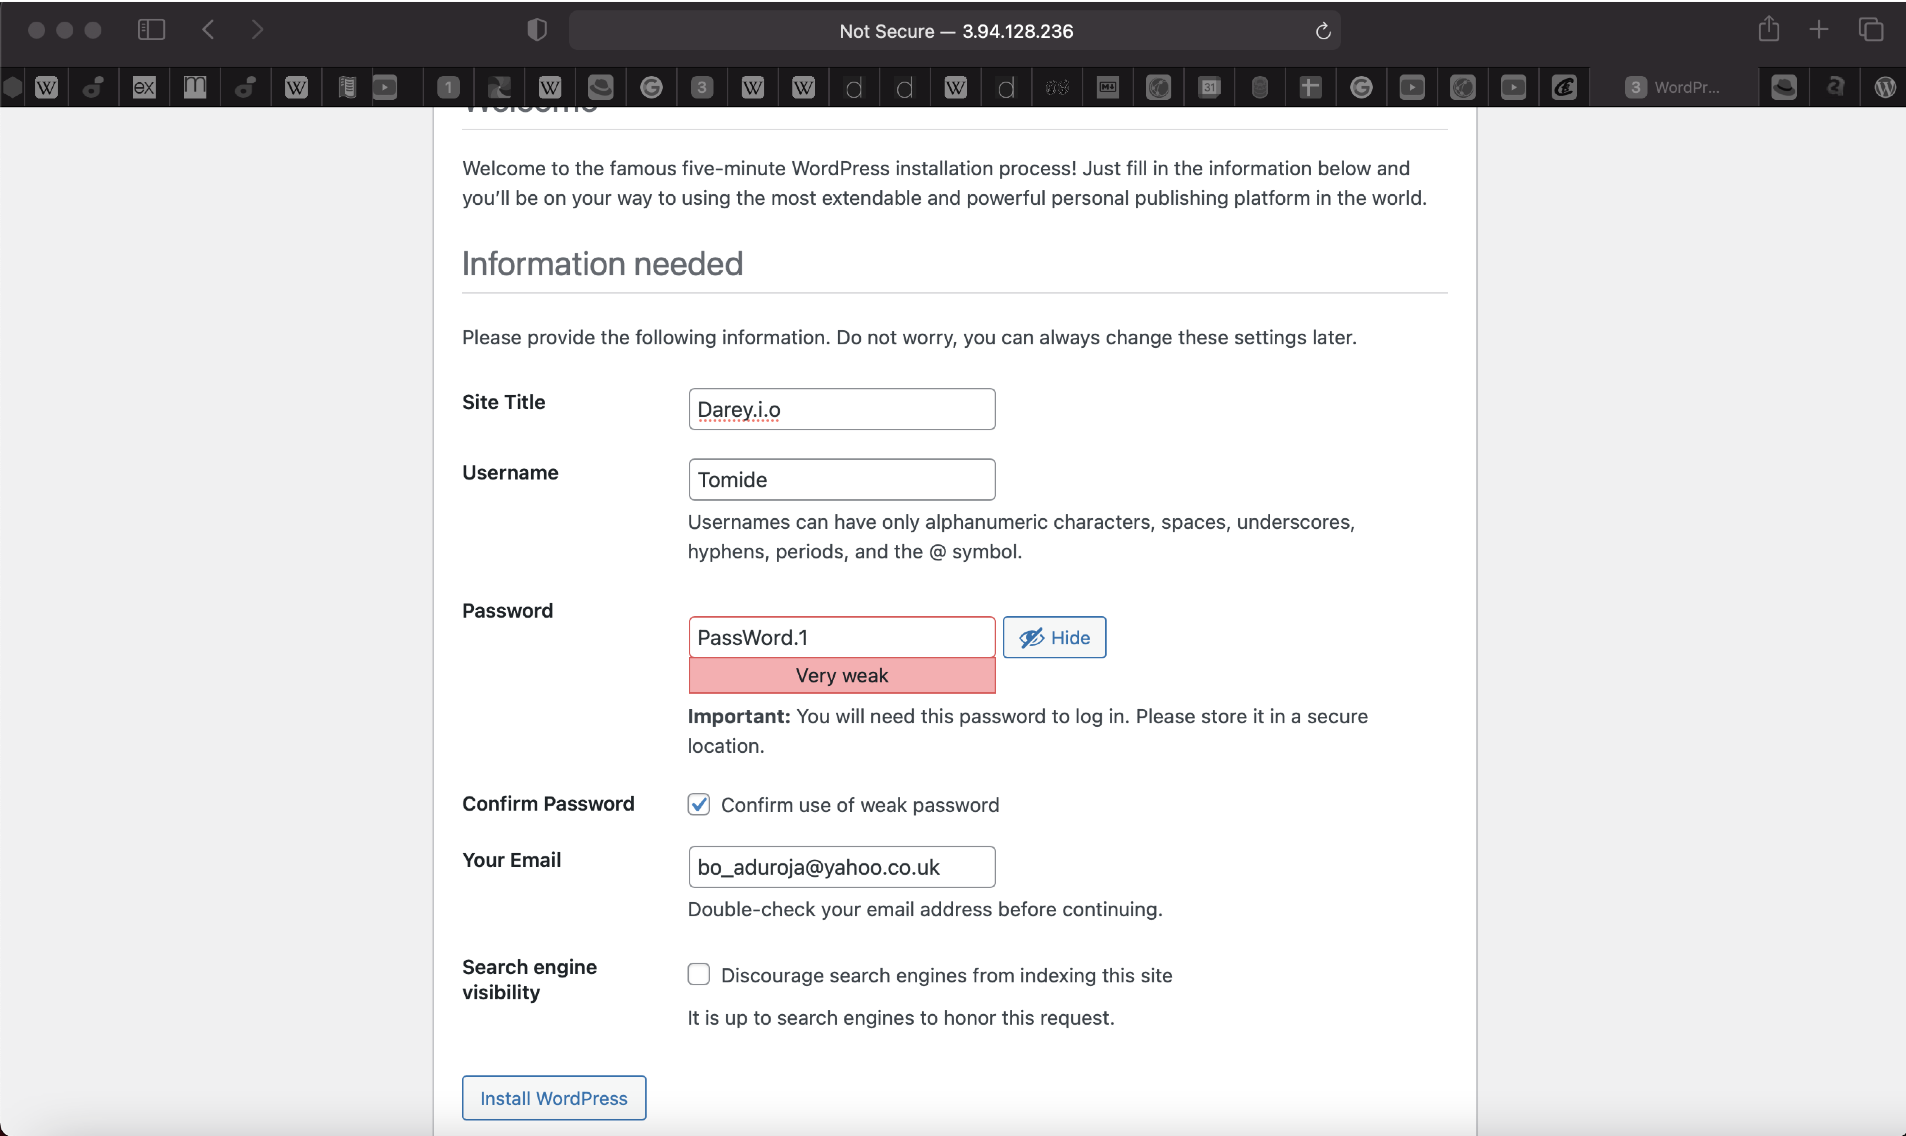 Not Secure — 3.94.128.236
3 WordPr...
Welcome
Welcome to the famous five-minute WordPress installation process! Just fill in the information below and
you’ll be on your way to using the most extendable and powerful personal publishing platform in the world.
Information needed
Please provide the following information. Do not worry, you can always change these settings later.
Site Title
Darey.i.o
Username
Tomide
Usernames can have only alphanumeric characters, spaces, underscores,
hyphens, periods, and the @ symbol.
Password
PassWord.1
Hide
Very weak
Important: You will need this password to log in. Please store it in a secure
location.
Confirm Password
Confirm use of weak password
Your Email
bo_aduroja@yahoo.co.uk
Double-check your email address before continuing.
Search engine
visibility
Discourage search engines from indexing this site
It is up to search engines to honor this request.
Install WordPress